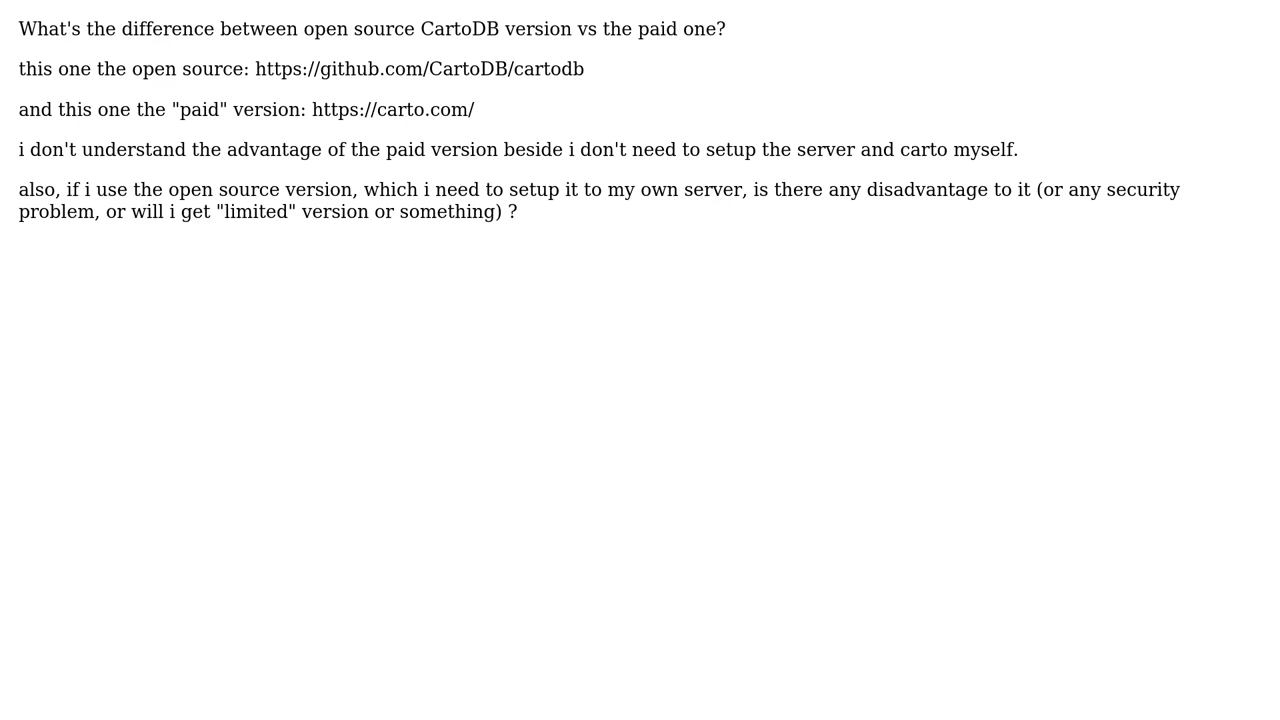 What's the difference between open source CartoDB version vs the paid one?
this one the open source: https://github.com/CartoDB/cartodb
and this one the "paid" version: https://carto.com/
i don't understand the advantage of the paid version beside i don't need to setup the server and carto myself.
also, if i use the open source version, which i need to setup it to my own server, is there any disadvantage to it (or any security
problem, or will i get "limited" version or something) ?